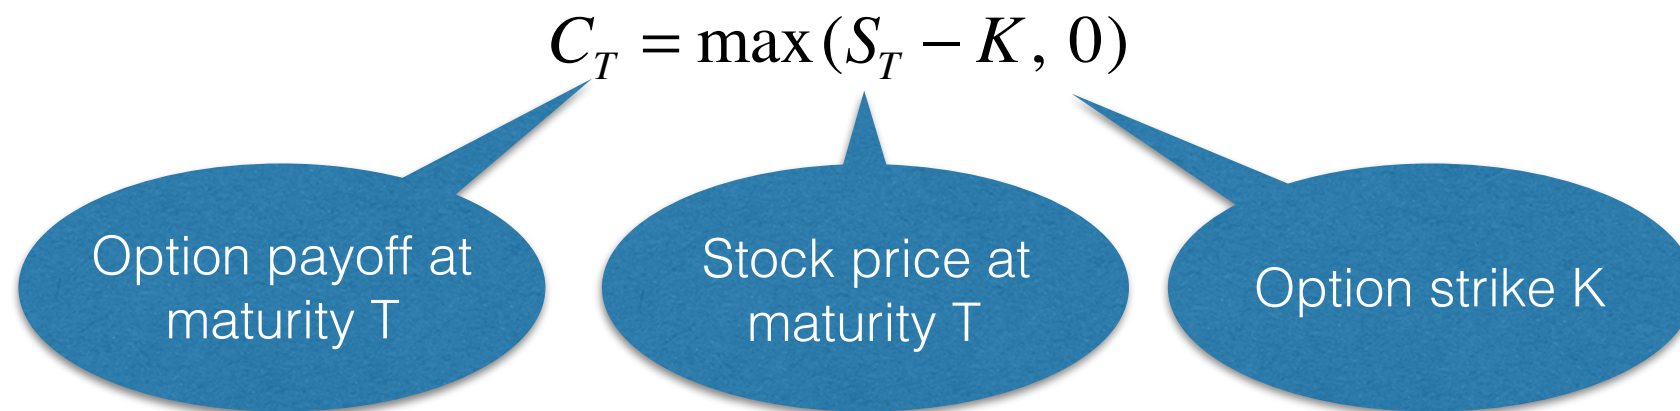 C_T = max(S_T − K, 0)
Option payoff at
maturity T
Stock price at
maturity T
Option strike K